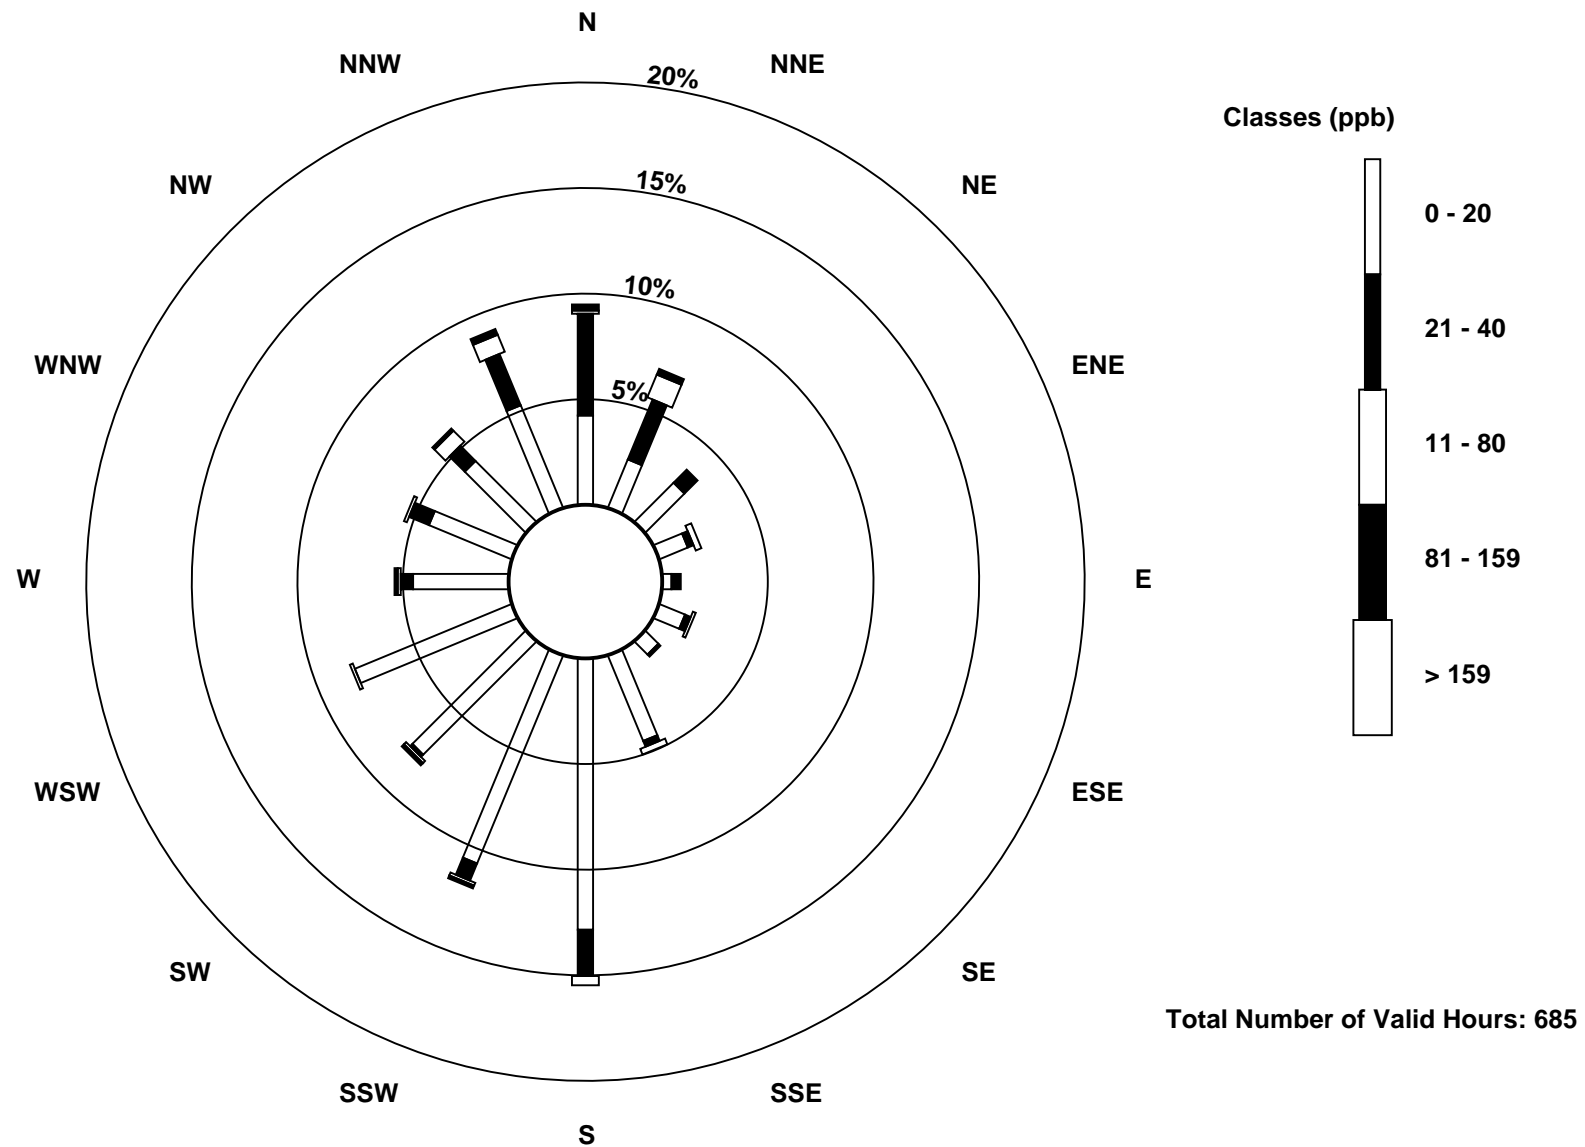 N
NNW
NNE
20%
Classes (ppb)
15%
NW
NE
0 - 20
10%
21 - 40
WNW
ENE
5%
11 - 80
81 - 159
W
E
> 159
WSW
ESE
SW
SE
Total Number of Valid Hours: 685
SSW
SSE
S